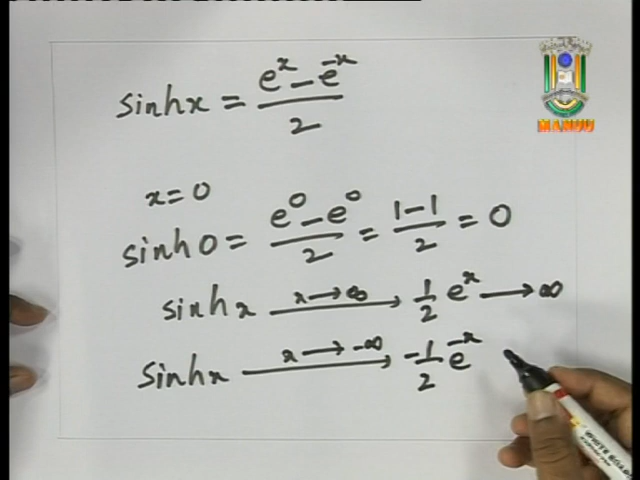 sinhx = (e^x - e^-x)/2
x=0
sinh0 = (e^0 - e^0)/2 = (1-1)/2 = 0
sinhx —x→∞→ 1/2 e^x → ∞
sinhx —x→-∞→ -1/2 e^-x
MANUU